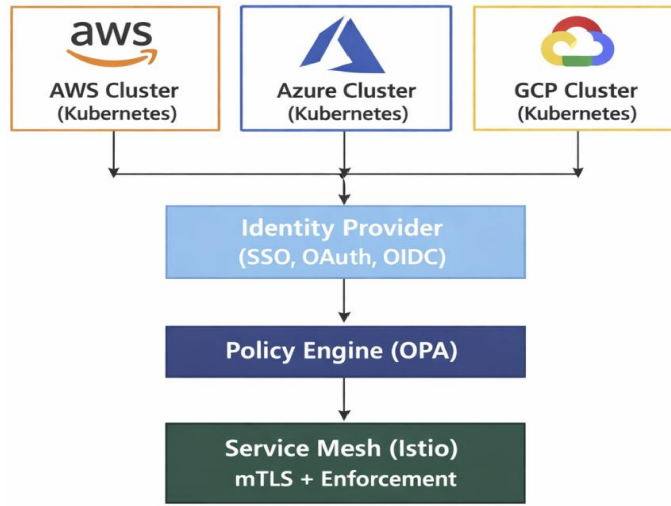 aws
AWS Cluster
(Kubernetes)
Azure Cluster
(Kubernetes)
GCP Cluster
(Kubernetes)
Identity Provider
(SSO, OAuth, OIDC)
Policy Engine (OPA)
Service Mesh (Istio)
mTLS + Enforcement